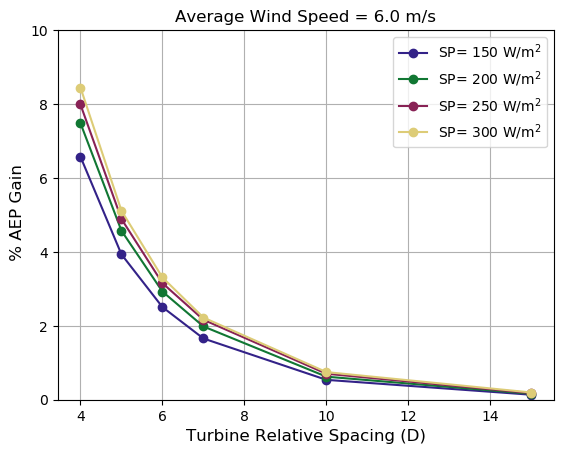 Average Wind Speed = 6.0 m/s
% AEP Gain
10
8
6
4
2
0
SP= 150 W/m²
SP= 200 W/m²
SP= 250 W/m²
SP= 300 W/m²
4 6 8 10 12 14
Turbine Relative Spacing (D)